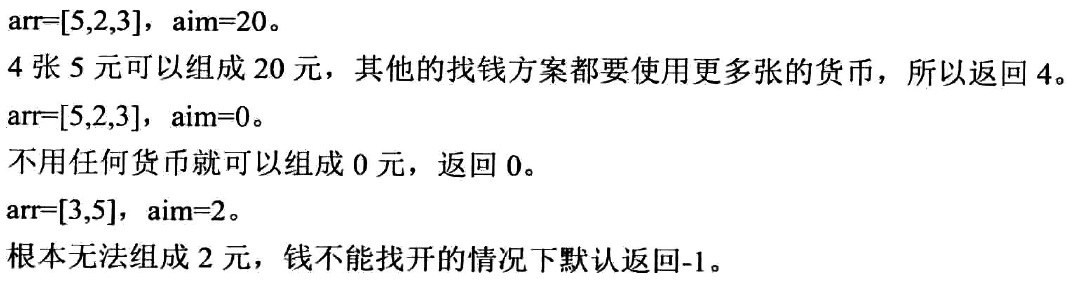 arr=[5,2,3]，aim=20。
4 张 5 元可以组成 20 元，其他的找钱方案都要使用更多张的货币，所以返回 4。
arr=[5,2,3]，aim=0。
不用任何货币就可以组成 0 元，返回 0。
arr=[3,5]，aim=2。
根本无法组成 2 元，钱不能找开的情况下默认返回-1。